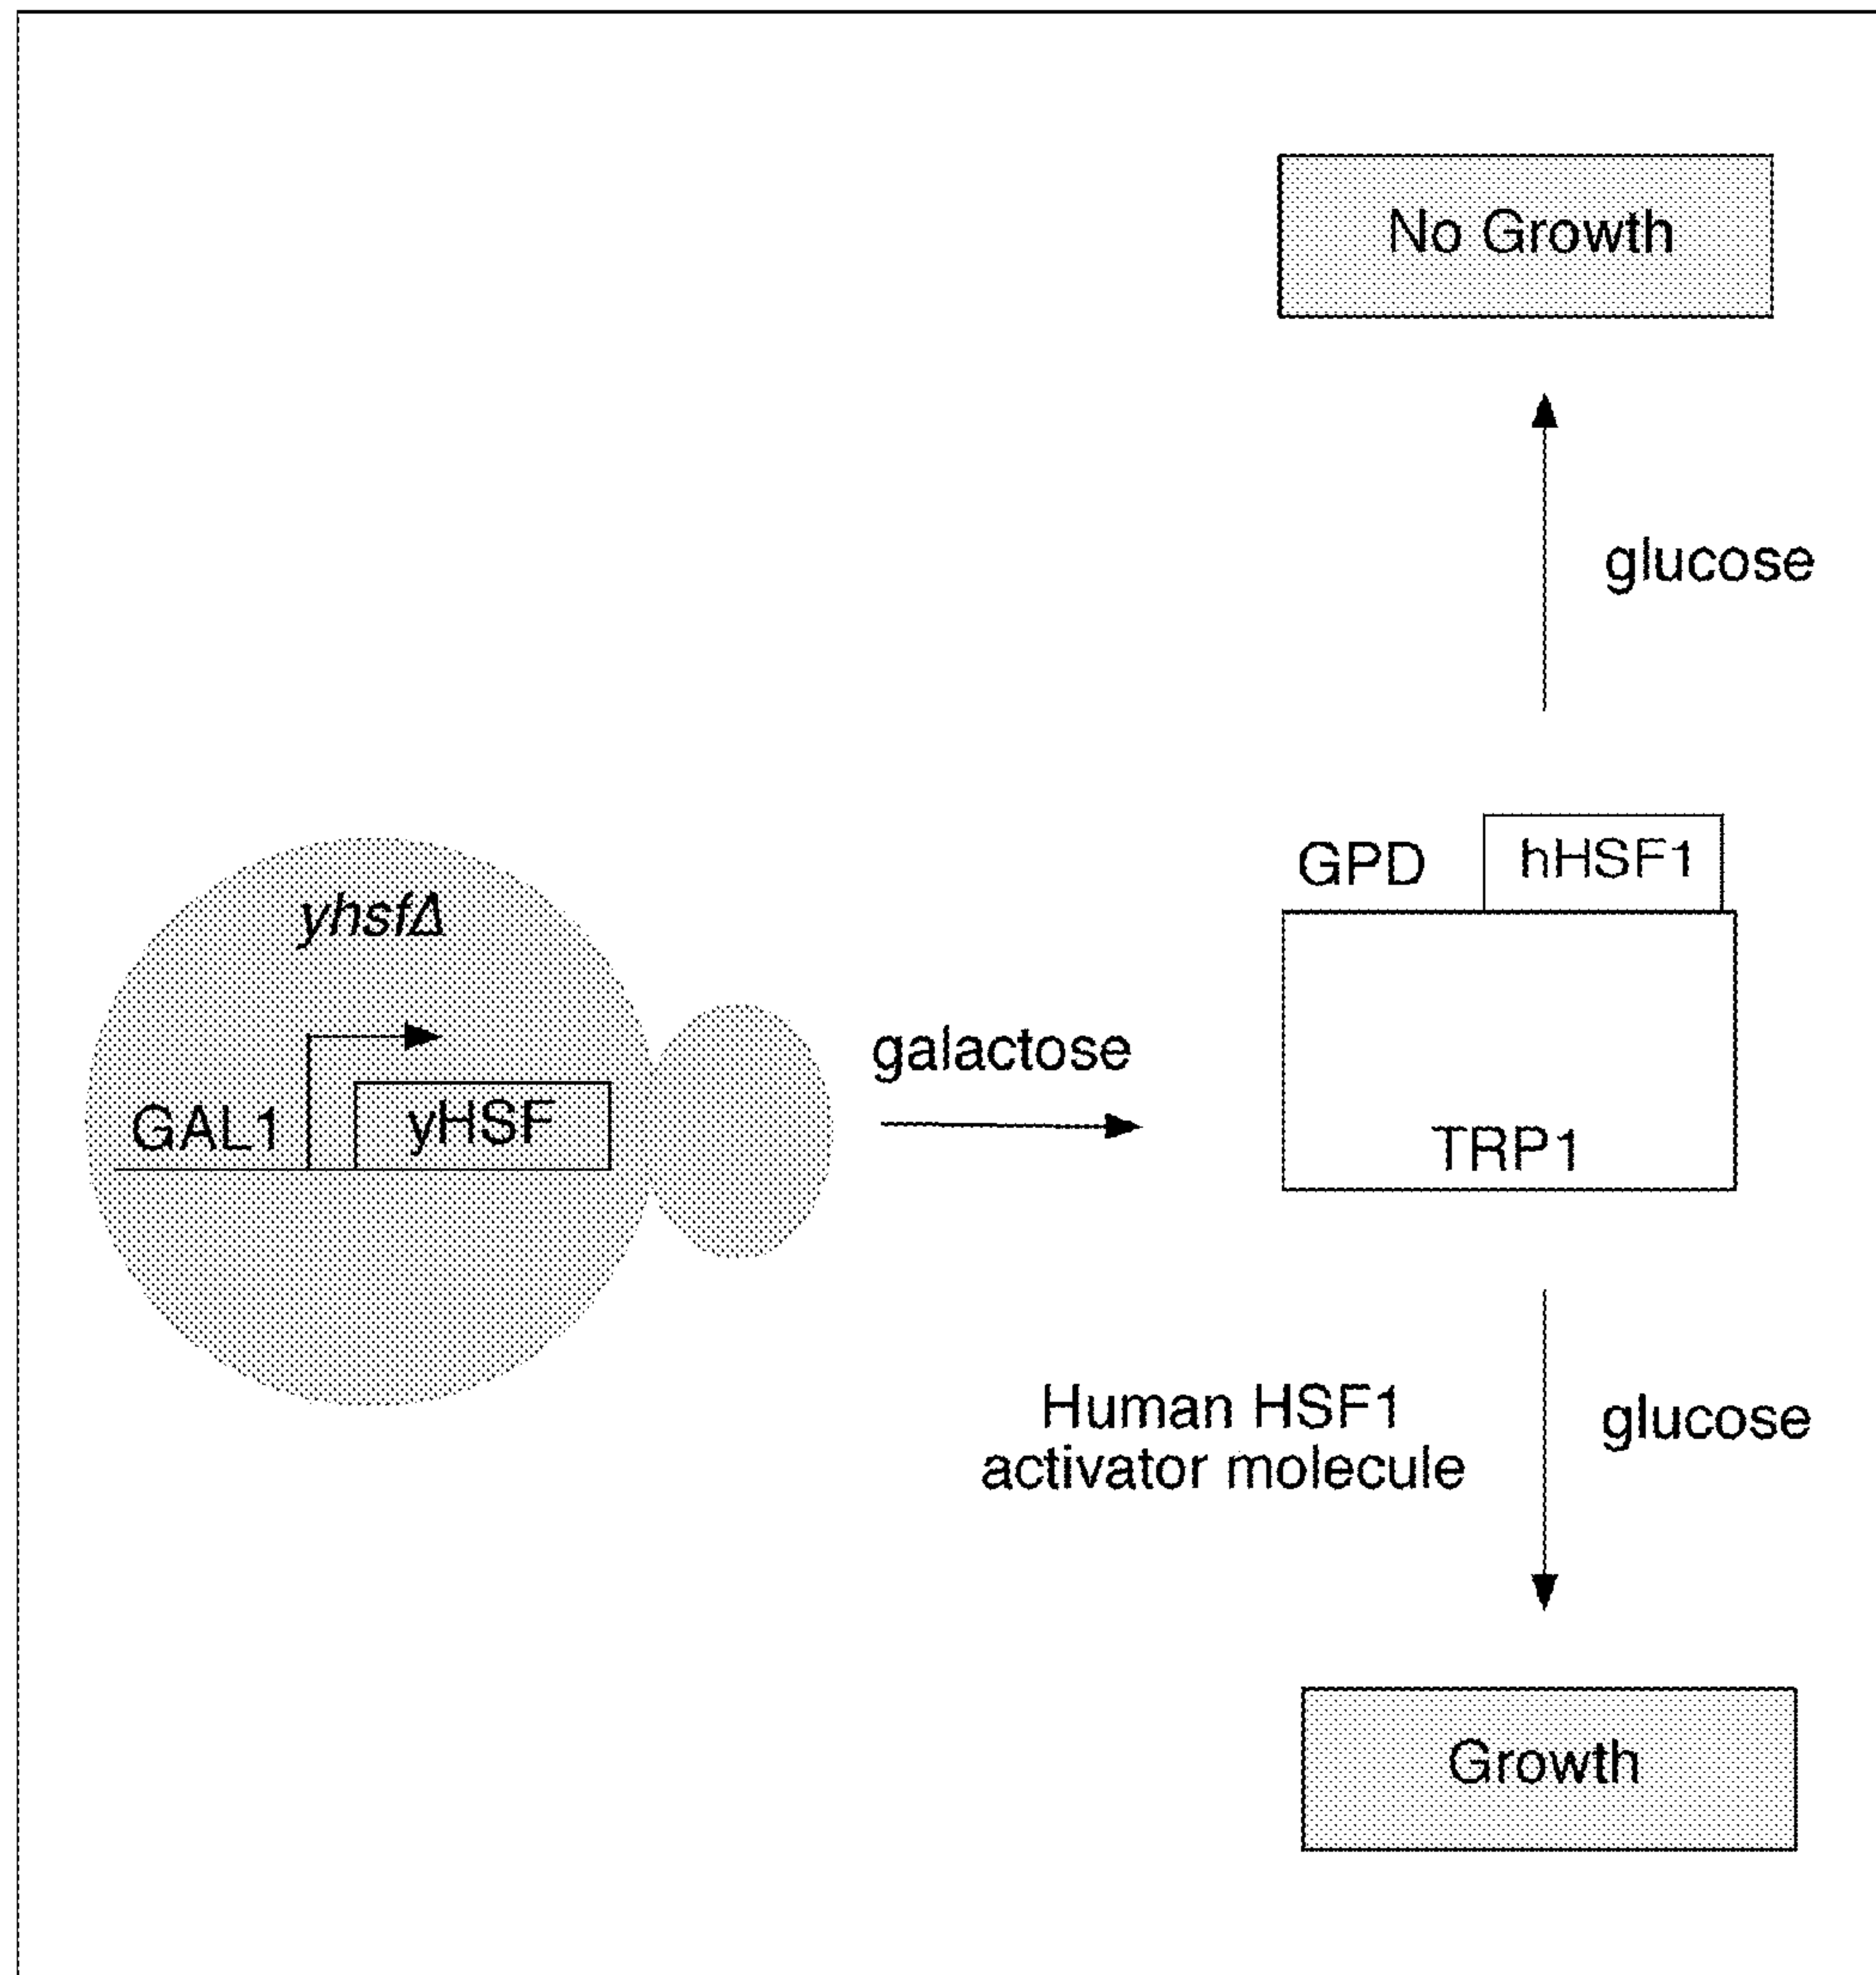 No Growth
glucose
GPD
hHSF1
yhsfΔ
GAL1
yHSF
galactose
TRP1
Human HSF1
activator molecule
glucose
Growth